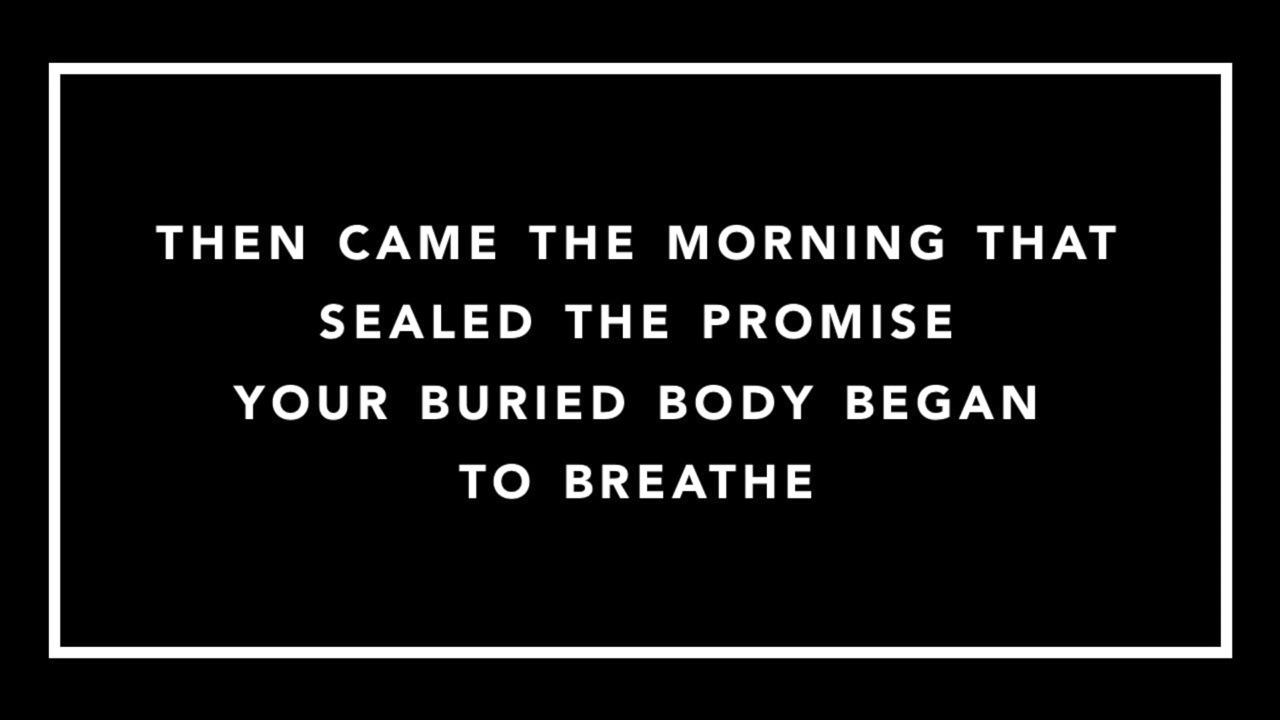 THEN CAME THE MORNING THAT
SEALED THE PROMISE
YOUR BURIED BODY BEGAN
TO BREATHE